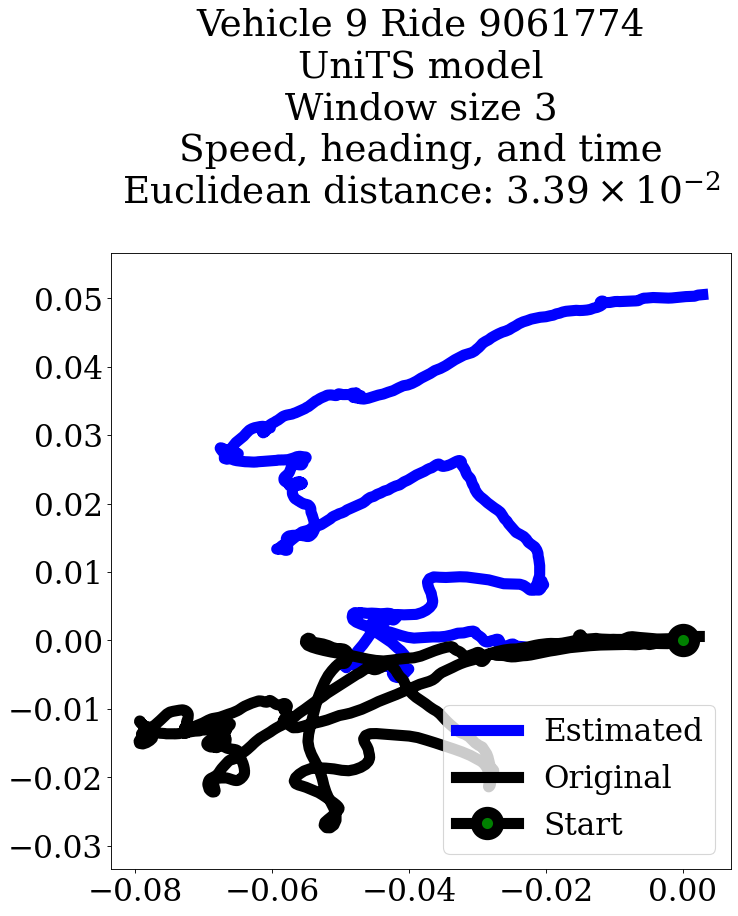 Vehicle 9 Ride 9061774
UniTS model
Window size 3
Speed, heading, and time
Euclidean distance: 3.39 × 10⁻²
0.05
0.04
0.03
0.02
0.01
0.00
−0.01
−0.02
−0.03
Estimated
Original
Start
−0.08 −0.06 −0.04 −0.02 0.00